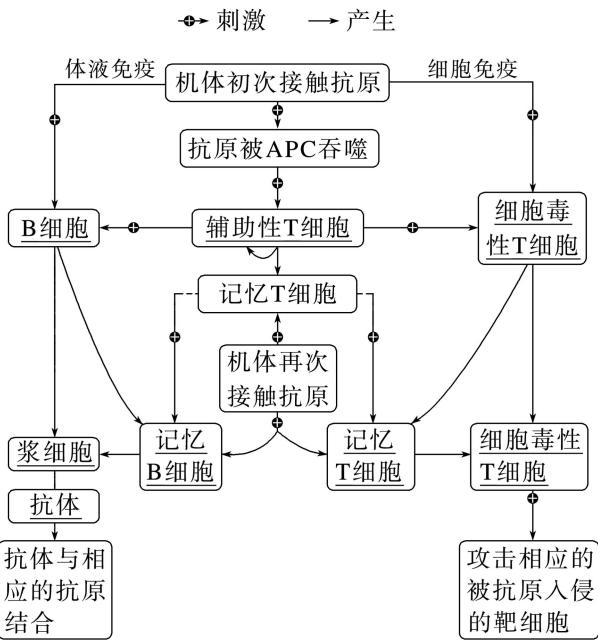 刺激 产生
体液免疫 机体初次接触抗原 细胞免疫
抗原被APC吞噬
B细胞 辅助性T细胞 细胞毒
性T细胞
记忆T细胞
机体再次
接触抗原
浆细胞 记忆
B细胞 记忆
T细胞 细胞毒性
T细胞
抗体
抗体与相
应的抗原
结合
攻击相应的
被抗原入侵
的靶细胞